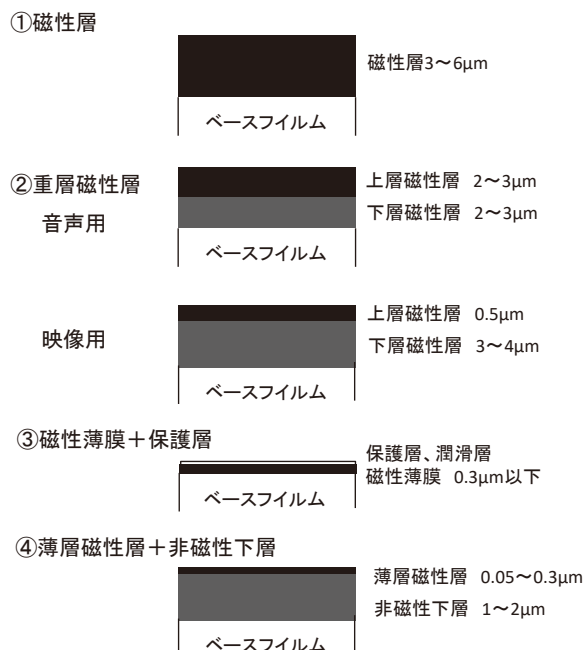 ①磁性層
磁性層3～6μm
ベースフイルム
②重層磁性層
音声用
上層磁性層 2～3μm
下層磁性層 2～3μm
ベースフイルム
映像用
上層磁性層 0.5μm
下層磁性層 3～4μm
ベースフイルム
③磁性薄膜＋保護層
保護層、潤滑層
磁性薄膜 0.3μm以下
ベースフイルム
④薄層磁性層＋非磁性下層
薄層磁性層 0.05～0.3μm
非磁性下層 1～2μm
ベースフイルム